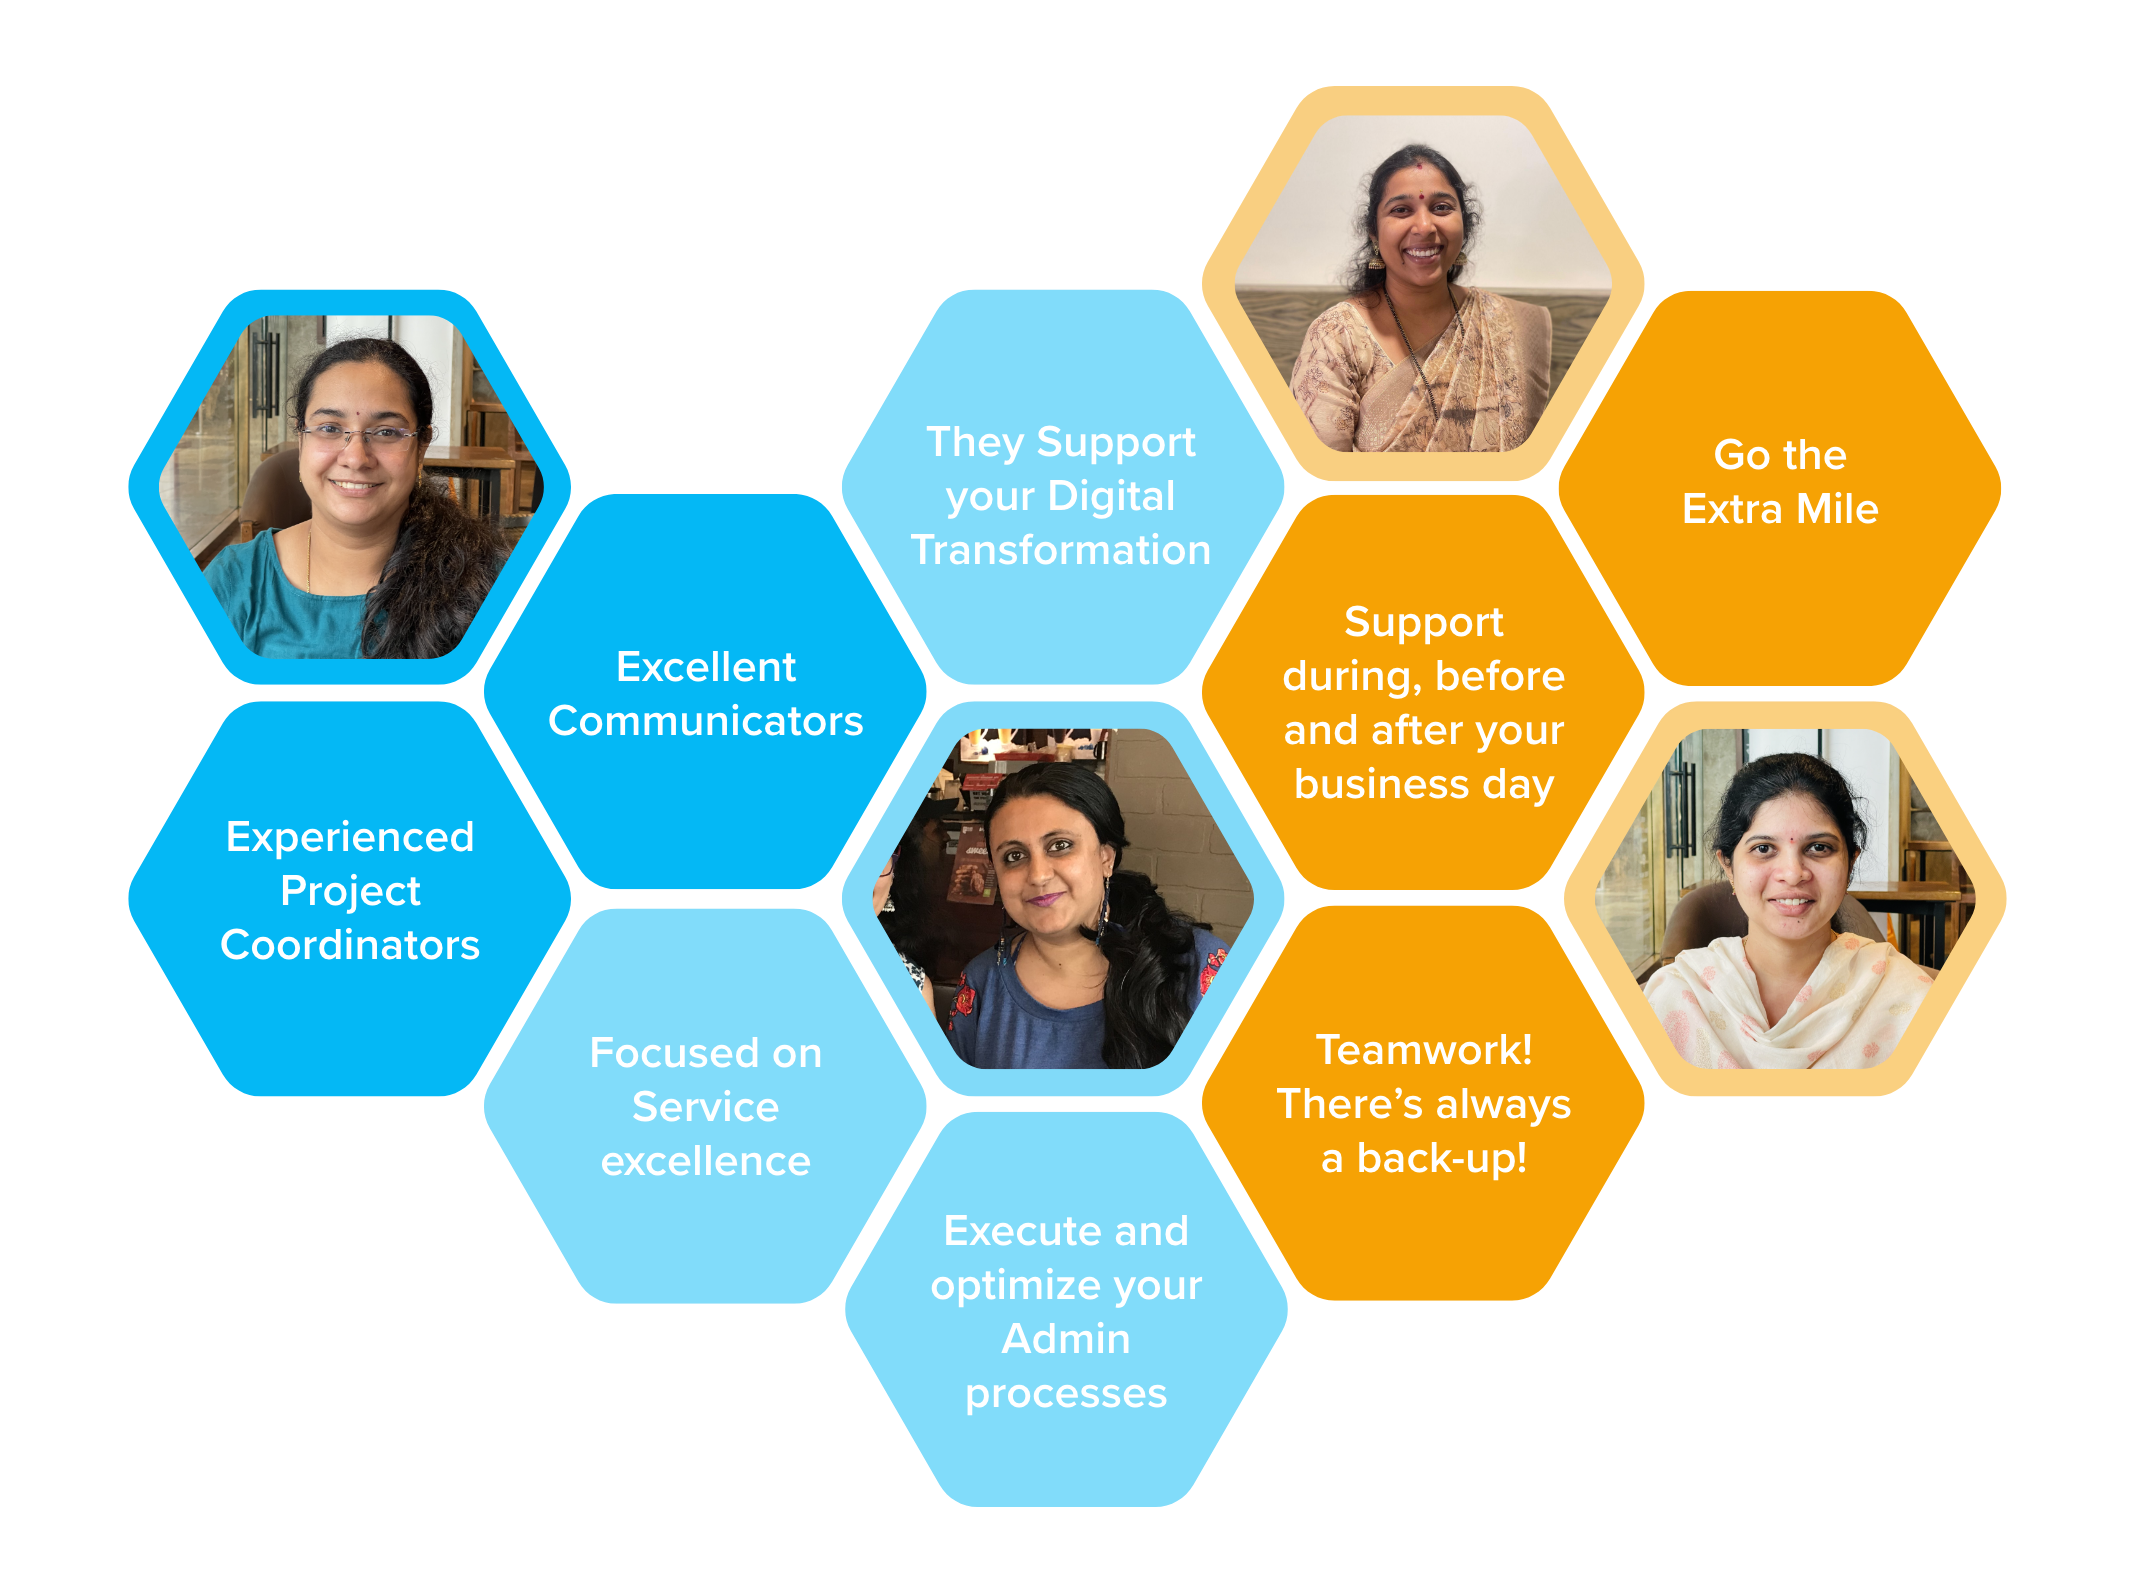 They Support
your Digital
Transformation
Go the
Extra Mile
Support
during, before
and after your
business day
Excellent
Communicators
Experienced
Project
Coordinators
Focused on
Service
excellence
Teamwork!
There’s always
a back-up!
Execute and
optimize your
Admin
processes